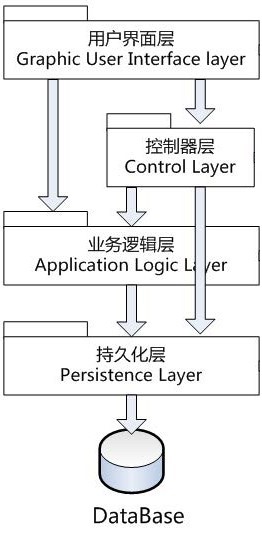 用户界面层
Graphic User Interface layer
控制器层
Control Layer
业务逻辑层
Application Logic Layer
持久化层
Persistence Layer
DataBase